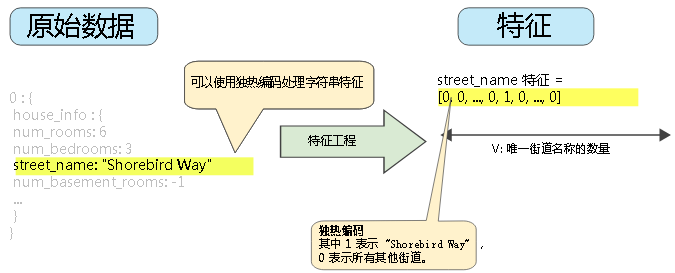 原始数据
特征
0 : {
house_info : {
num_rooms: 6
num_bedrooms: 3
street_name: "Shorebird Way"
num_basement_rooms: -1
...
}
}
可以使用独热编码处理字符串特征
特征工程
street_name 特征 =
[0, 0, ..., 0, 1, 0, ..., 0]
V: 唯一街道名称的数量
独热编码
其中 1 表示 "Shorebird Way" ,
0 表示所有其他街道。